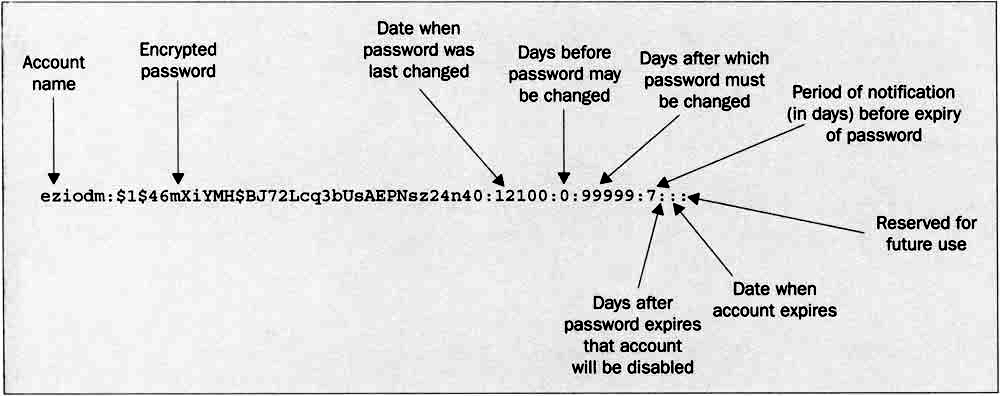 Account
name
Encrypted
password
Date when
password was
last changed
Days before
password may
be changed
Days after which
password must
be changed
Period of notification
(in days) before expiry
of password
eziodm:$1$46mXiYMH$BJ72Lcq3bUsAEPNsz24n40:12100:0:99999:7:::
Reserved for
future use
Days after
password expires
that account
will be disabled
Date when
account expires